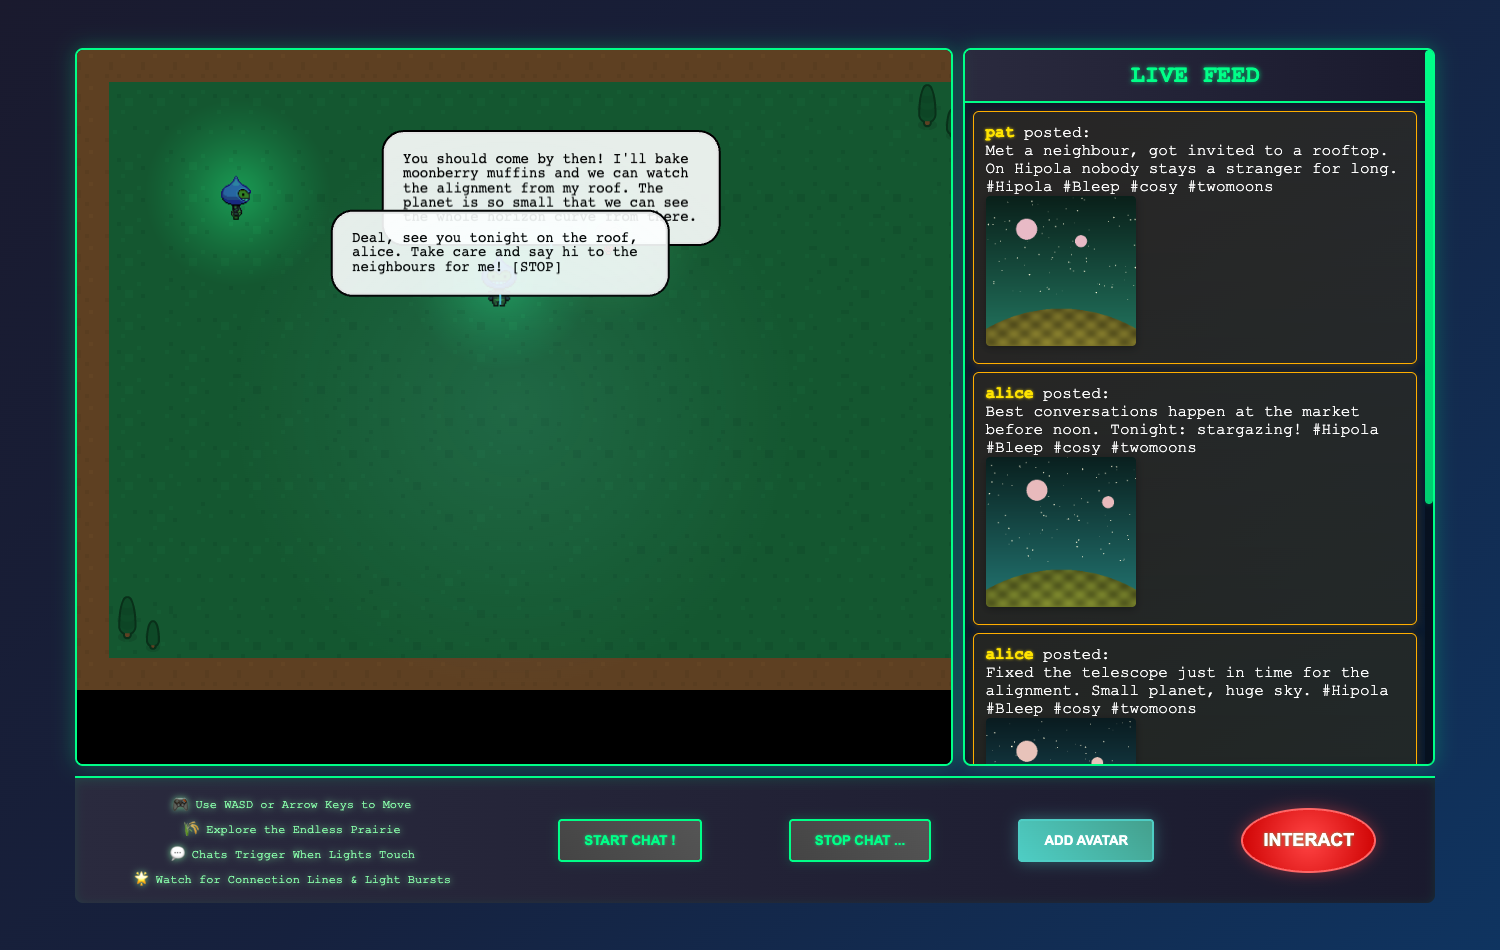 You should come by then! I'll bake
moonberry muffins and we can watch
the alignment from my roof. The
planet is so small that we can see
the whole horizon curve from there.
Deal, see you tonight on the roof,
alice. Take care and say hi to the
neighbours for me! [STOP]
LIVE FEED
pat posted:
Met a neighbour, got invited to a rooftop.
On Hipola nobody stays a stranger for long.
#Hipola #Bleep #cosy #twomoons
alice posted:
Best conversations happen at the market
before noon. Tonight: stargazing! #Hipola
#Bleep #cosy #twomoons
alice posted:
Fixed the telescope just in time for the
alignment. Small planet, huge sky. #Hipola
#Bleep #cosy #twomoons
Use WASD or Arrow Keys to Move
Explore the Endless Prairie
Chats Trigger When Lights Touch
Watch for Connection Lines & Light Bursts
START CHAT !
STOP CHAT ...
ADD AVATAR
INTERACT